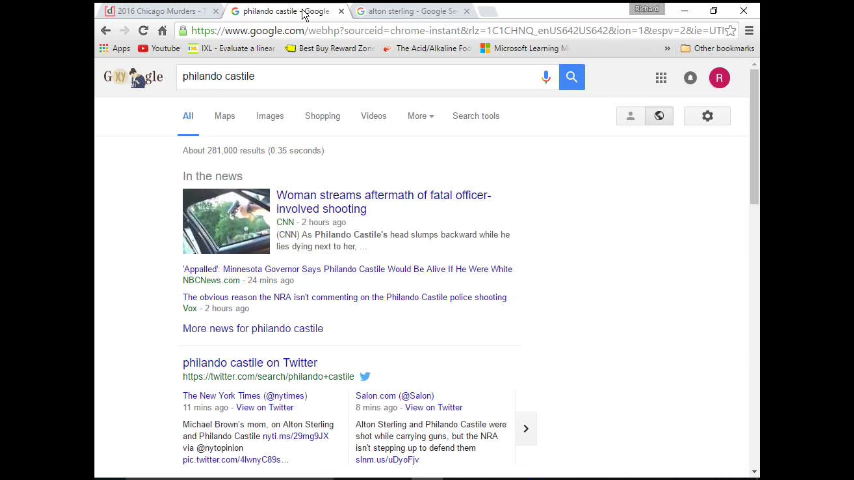 2016 Chicago Murders - 
philando castile - Google
alton sterling - Google Se
Richard
https://www.google.com/webhp?sourceid=chrome-instant&rlz=1C1CHNQ_enUS642US642&ion=1&espv=2&ie=UTI
Apps Youtube IXL - Evaluate a linear Best Buy Reward Zone The Acid/Alkaline Foo Microsoft Learning Mi » Other bookmarks
philando castile
R
All Maps Images Shopping Videos More Search tools
About 281,000 results (0.35 seconds)
In the news
Woman streams aftermath of fatal officer-
involved shooting
CNN - 2 hours ago
(CNN) As Philando Castile's head slumps backward while he
lies dying next to her, ...
'Appalled': Minnesota Governor Says Philando Castile Would Be Alive If He Were White
NBCNews.com - 24 mins ago
The obvious reason the NRA isn't commenting on the Philando Castile police shooting
Vox - 2 hours ago
More news for philando castile
philando castile on Twitter
https://twitter.com/search/philando+castile
The New York Times (@nytimes)
11 mins ago - View on Twitter
Michael Brown's mom, on Alton Sterling
and Philando Castile nyti.ms/29mg9JX
via @nytopinion
pic.twitter.com/4lwnyC89s...
Salon.com (@Salon)
8 mins ago - View on Twitter
Alton Sterling and Philando Castile were
shot while carrying guns, but the NRA
isn't stepping up to defend them
slnm.us/uDyoFjv